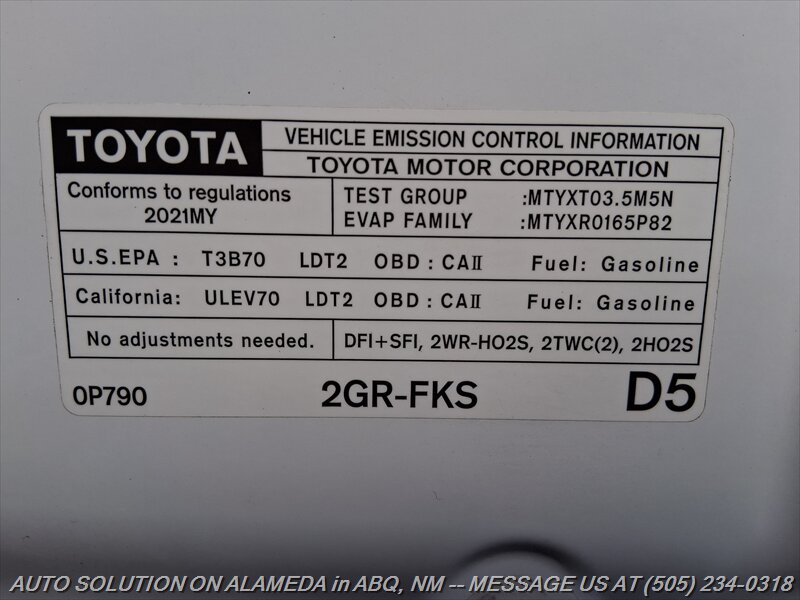 TOYOTA VEHICLE EMISSION CONTROL INFORMATION
TOYOTA MOTOR CORPORATION
Conforms to regulations
2021MY
TEST GROUP :MTYXT03.5M5N
EVAP FAMILY :MTYXR0165P82
U.S.EPA : T3B70 LDT2 OBD : CAⅡ Fuel: Gasoline
California: ULEV70 LDT2 OBD : CAⅡ Fuel: Gasoline
No adjustments needed. DFI+SFI, 2WR-HO2S, 2TWC(2), 2HO2S
0P790 2GR-FKS D5
AUTO SOLUTION ON ALAMEDA in ABQ, NM -- MESSAGE US AT (505) 234-0318